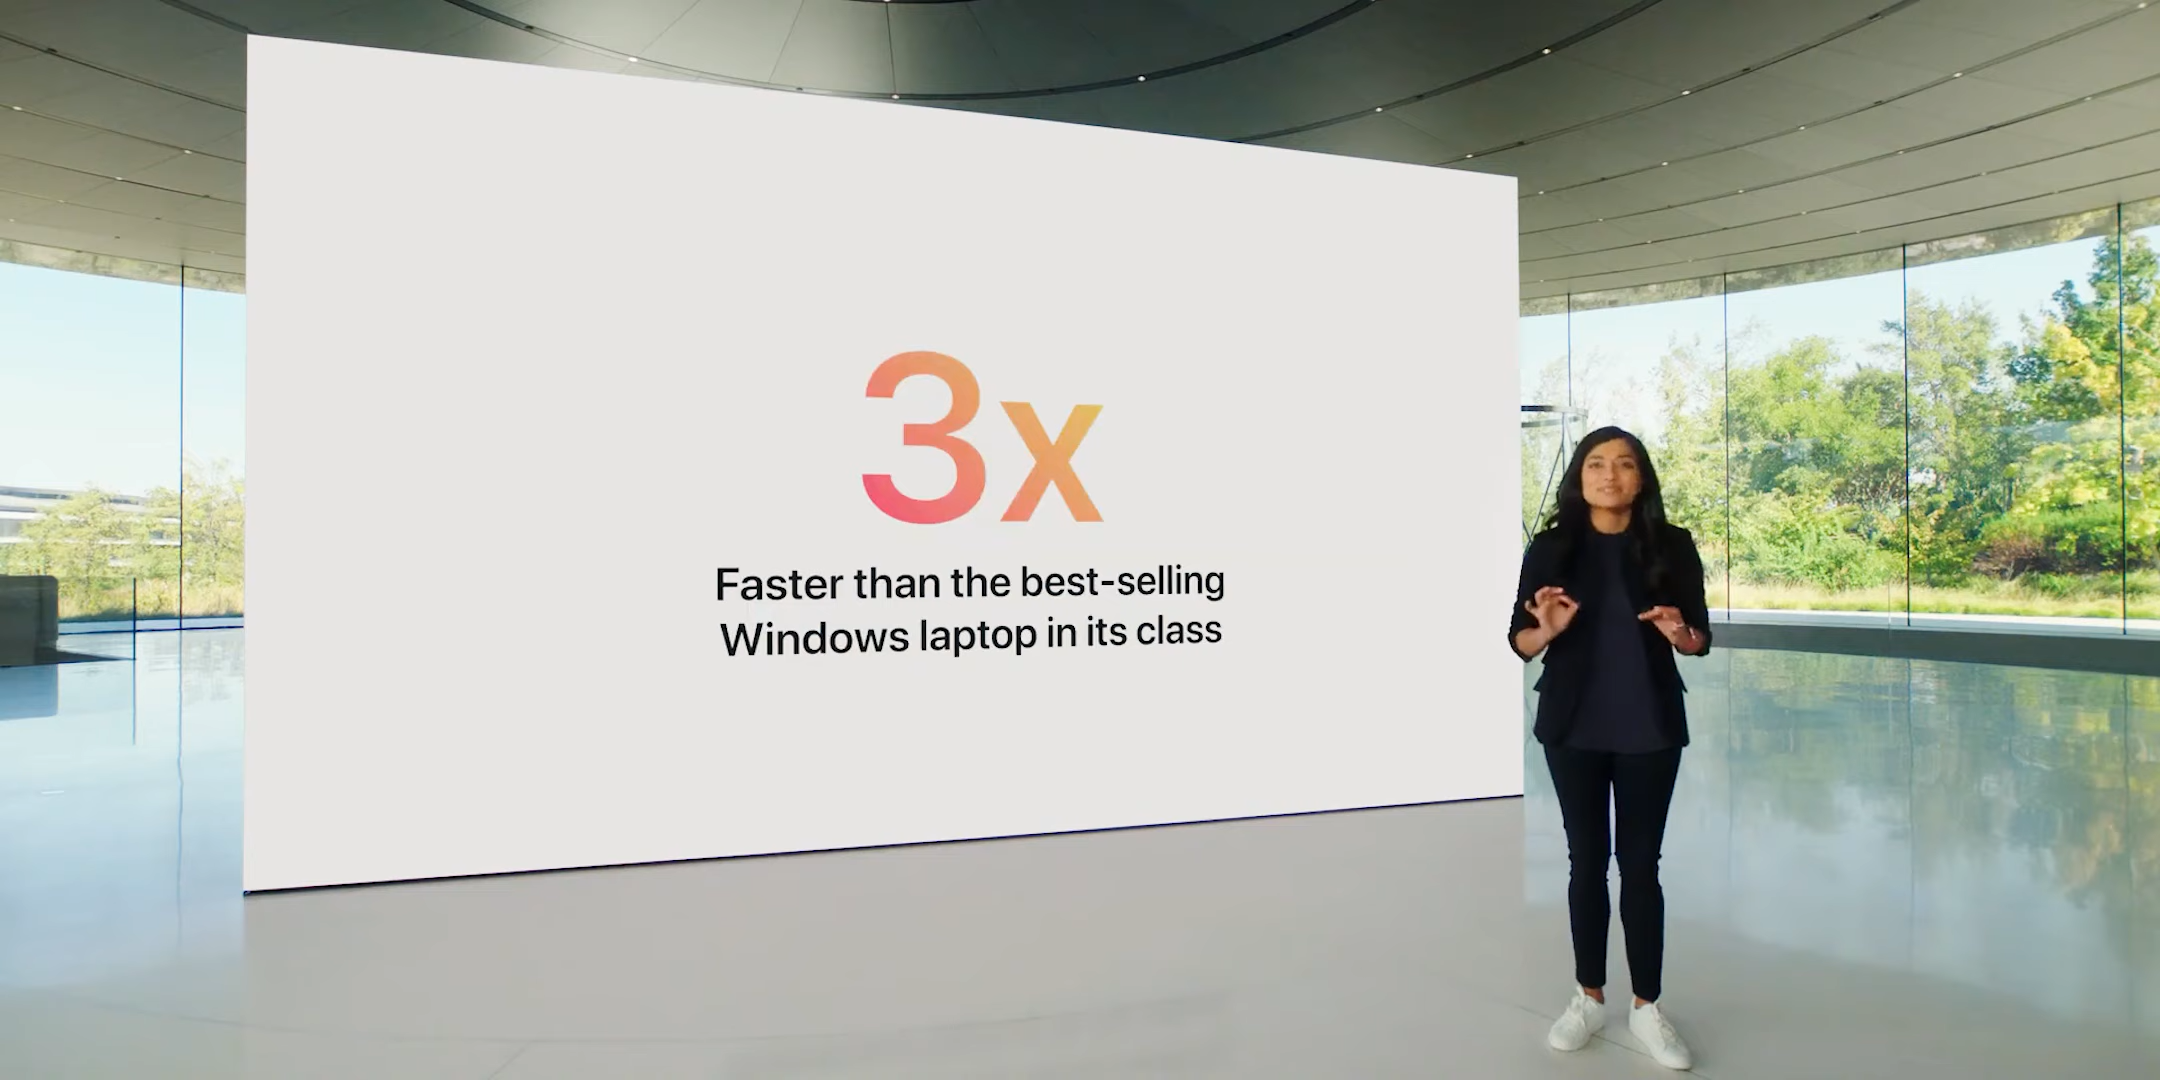 3x
Faster than the best-selling
Windows laptop in its class